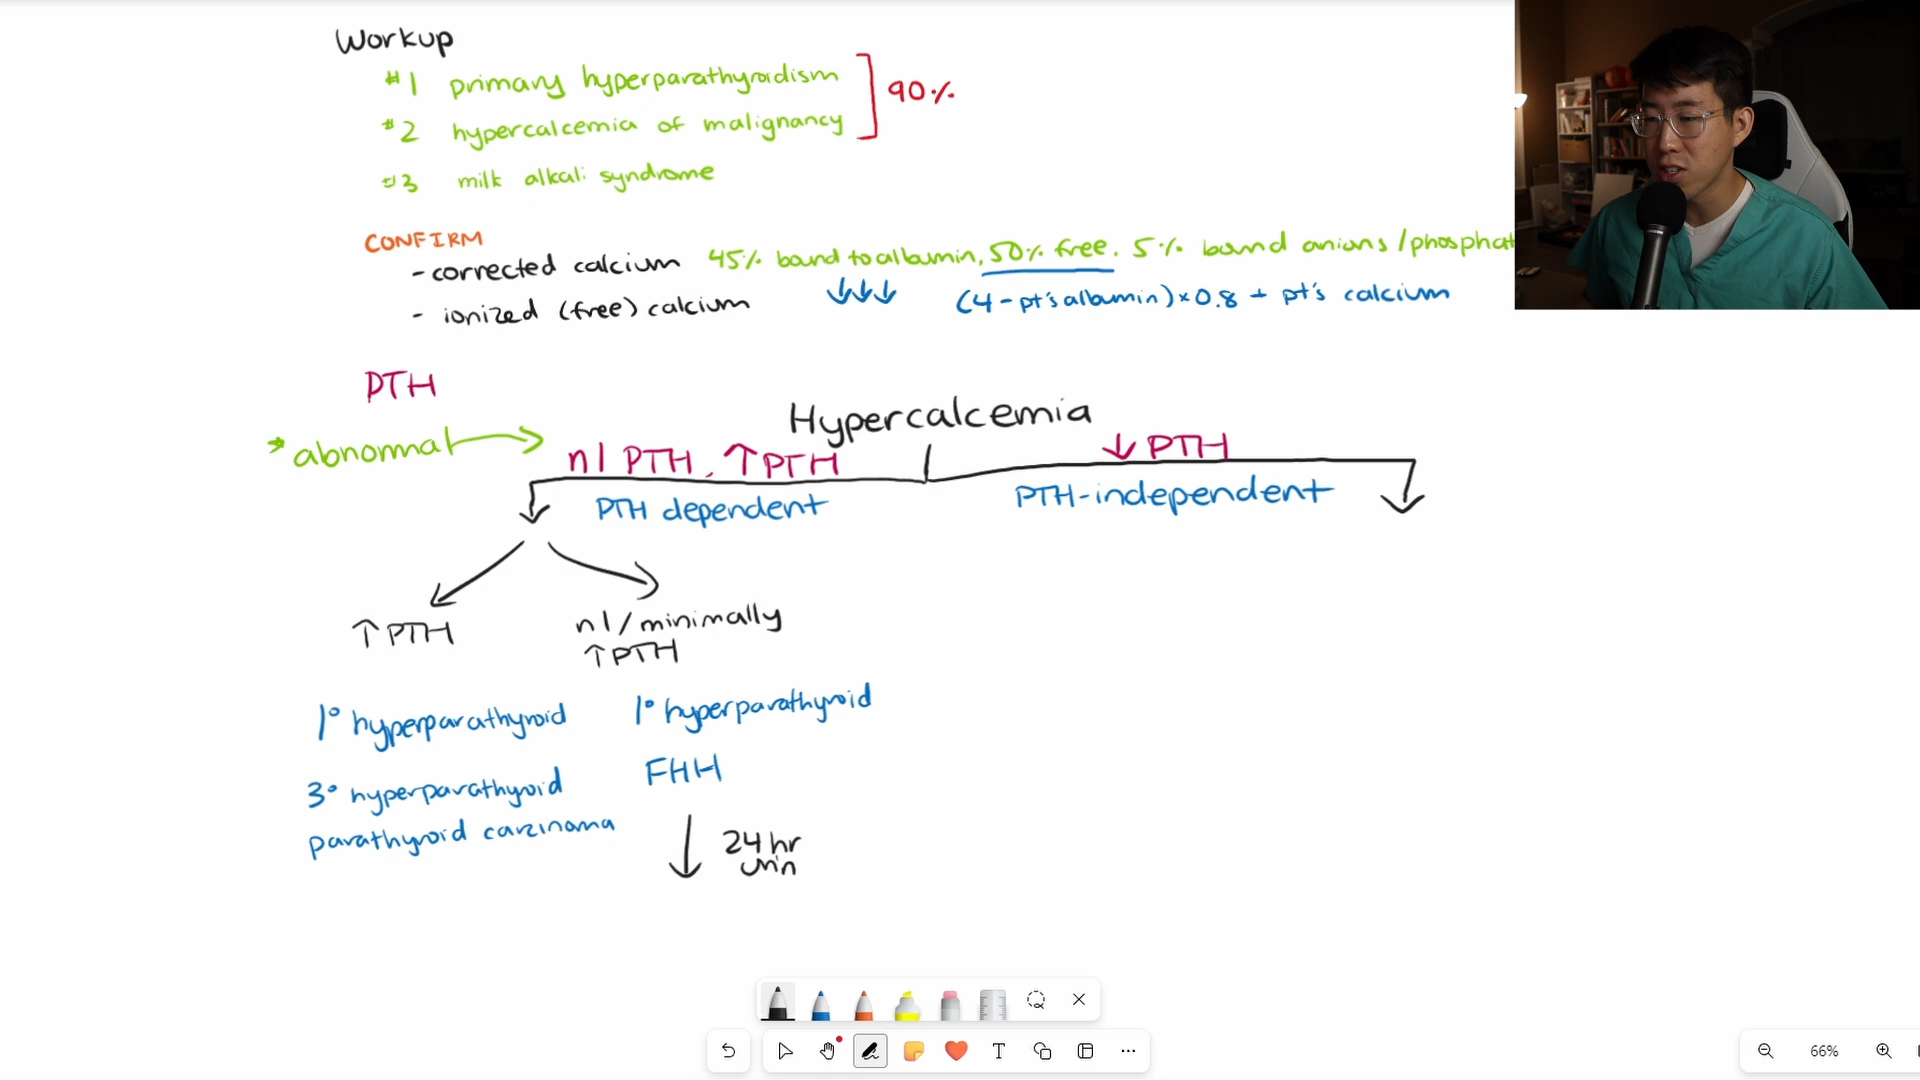 Workup
#1 primary hyperparathyroidism
#2 hypercalcemia of malignancy
90%
#3 milk alkali syndrome
CONFIRM
- corrected calcium 45% bound to albumin, 50% free, 5% bound anions/phosphat
- ionized (free) calcium ↓↓↓ (4 - pt's albumin) x 0.8 + pt's calcium
PTH
Hypercalcemia
* abnormal → nl PTH, ↑PTH
↓ PTH
PTH dependent
PTH-independent
↑ PTH
nl/minimally
↑PTH
1° hyperparathyroid
1° hyperparathyroid
3° hyperparathyroid
FHH
parathyroid carcinoma
24 hr
urin
T
66%